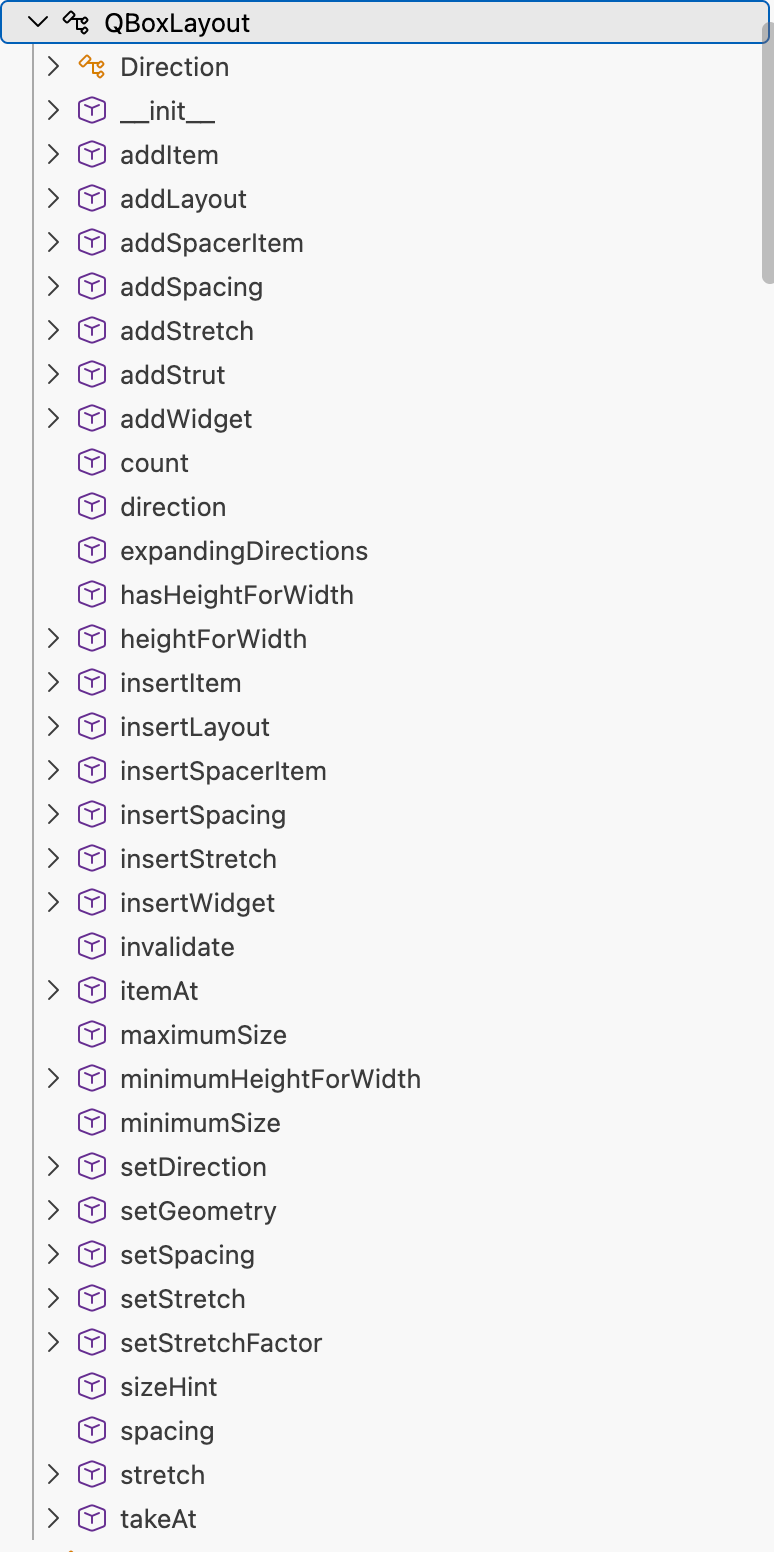 QBoxLayout
Direction
__init__
addItem
addLayout
addSpacerItem
addSpacing
addStretch
addStrut
addWidget
count
direction
expandingDirections
hasHeightForWidth
heightForWidth
insertItem
insertLayout
insertSpacerItem
insertSpacing
insertStretch
insertWidget
invalidate
itemAt
maximumSize
minimumHeightForWidth
minimumSize
setDirection
setGeometry
setSpacing
setStretch
setStretchFactor
sizeHint
spacing
stretch
takeAt